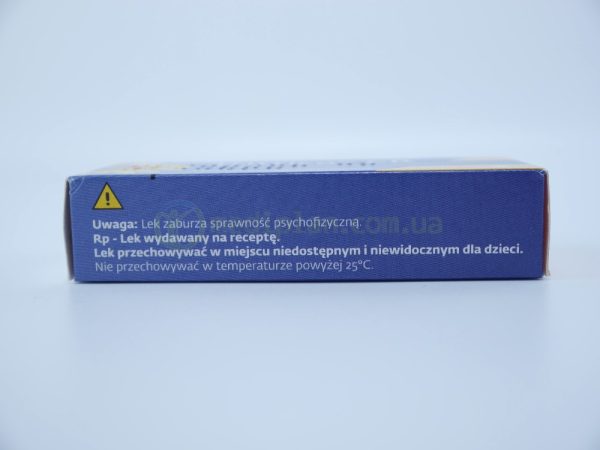 Uwaga: Lek zaburza sprawność psychofizyczną.
Rp - Lek wydawany na receptę.
Lek przechowywać w miejscu niedostępnym i niewidocznym dla dzieci.
Nie przechowywać w temperaturze powyżej 25°C.